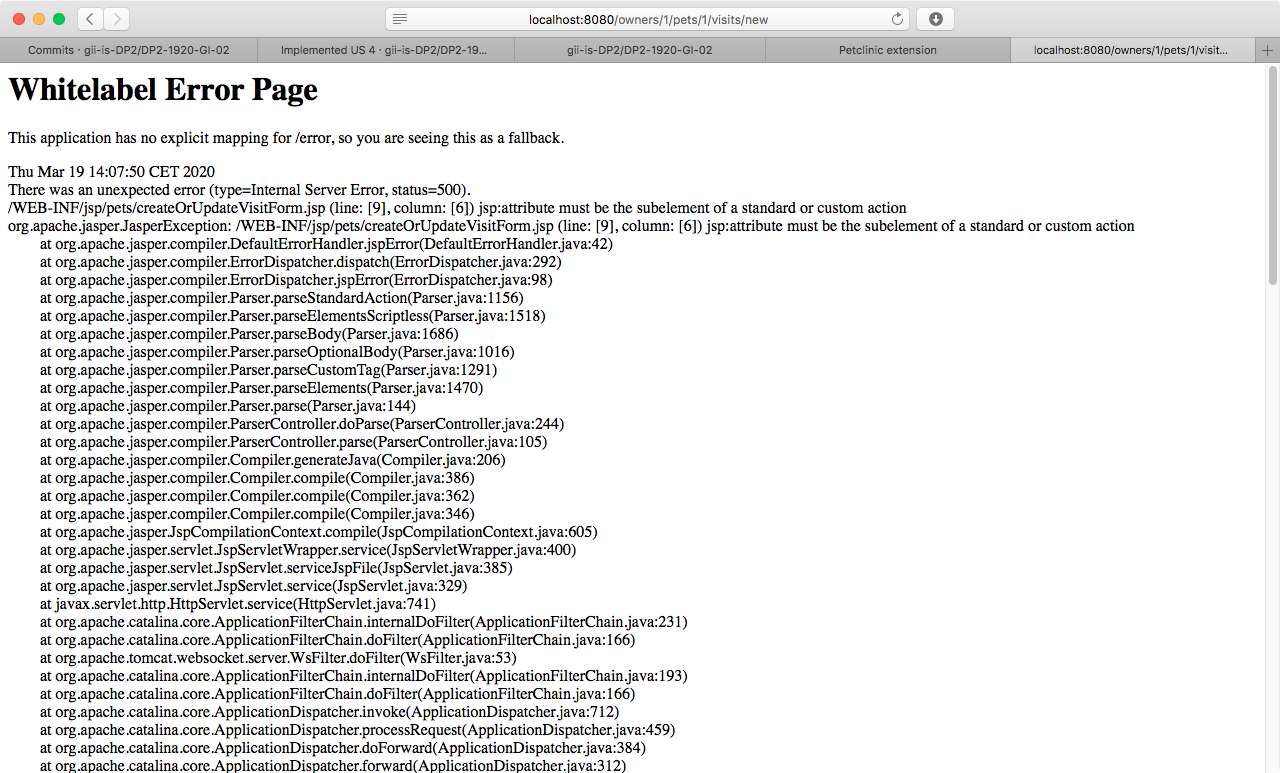 localhost:8080/owners/1/pets/1/visits/new
Commits · gii-is-DP2/DP2-1920-GI-02
Implemented US 4 · gii-is-DP2/DP2-19...
gii-is-DP2/DP2-1920-GI-02
Petclinic extension
localhost:8080/owners/1/pets/1/visit...
Whitelabel Error Page
This application has no explicit mapping for /error, so you are seeing this as a fallback.
Thu Mar 19 14:07:50 CET 2020
There was an unexpected error (type=Internal Server Error, status=500).
/WEB-INF/jsp/pets/createOrUpdateVisitForm.jsp (line: [9], column: [6]) jsp:attribute must be the subelement of a standard or custom action
org.apache.jasper.JasperException: /WEB-INF/jsp/pets/createOrUpdateVisitForm.jsp (line: [9], column: [6]) jsp:attribute must be the subelement of a standard or custom action
at org.apache.jasper.compiler.DefaultErrorHandler.jspError(DefaultErrorHandler.java:42)
at org.apache.jasper.compiler.ErrorDispatcher.dispatch(ErrorDispatcher.java:292)
at org.apache.jasper.compiler.ErrorDispatcher.jspError(ErrorDispatcher.java:98)
at org.apache.jasper.compiler.Parser.parseStandardAction(Parser.java:1156)
at org.apache.jasper.compiler.Parser.parseElementsScriptless(Parser.java:1518)
at org.apache.jasper.compiler.Parser.parseBody(Parser.java:1686)
at org.apache.jasper.compiler.Parser.parseOptionalBody(Parser.java:1016)
at org.apache.jasper.compiler.Parser.parseCustomTag(Parser.java:1291)
at org.apache.jasper.compiler.Parser.parseElements(Parser.java:1470)
at org.apache.jasper.compiler.Parser.parse(Parser.java:144)
at org.apache.jasper.compiler.ParserController.doParse(ParserController.java:244)
at org.apache.jasper.compiler.ParserController.parse(ParserController.java:105)
at org.apache.jasper.compiler.Compiler.generateJava(Compiler.java:206)
at org.apache.jasper.compiler.Compiler.compile(Compiler.java:386)
at org.apache.jasper.compiler.Compiler.compile(Compiler.java:362)
at org.apache.jasper.compiler.Compiler.compile(Compiler.java:346)
at org.apache.jasper.JspCompilationContext.compile(JspCompilationContext.java:605)
at org.apache.jasper.servlet.JspServletWrapper.service(JspServletWrapper.java:400)
at org.apache.jasper.servlet.JspServlet.serviceJspFile(JspServlet.java:385)
at org.apache.jasper.servlet.JspServlet.service(JspServlet.java:329)
at javax.servlet.http.HttpServlet.service(HttpServlet.java:741)
at org.apache.catalina.core.ApplicationFilterChain.internalDoFilter(ApplicationFilterChain.java:231)
at org.apache.catalina.core.ApplicationFilterChain.doFilter(ApplicationFilterChain.java:166)
at org.apache.tomcat.websocket.server.WsFilter.doFilter(WsFilter.java:53)
at org.apache.catalina.core.ApplicationFilterChain.internalDoFilter(ApplicationFilterChain.java:193)
at org.apache.catalina.core.ApplicationFilterChain.doFilter(ApplicationFilterChain.java:166)
at org.apache.catalina.core.ApplicationDispatcher.invoke(ApplicationDispatcher.java:712)
at org.apache.catalina.core.ApplicationDispatcher.processRequest(ApplicationDispatcher.java:459)
at org.apache.catalina.core.ApplicationDispatcher.doForward(ApplicationDispatcher.java:384)
at org.apache.catalina.core.ApplicationDispatcher.forward(ApplicationDispatcher.java:312)